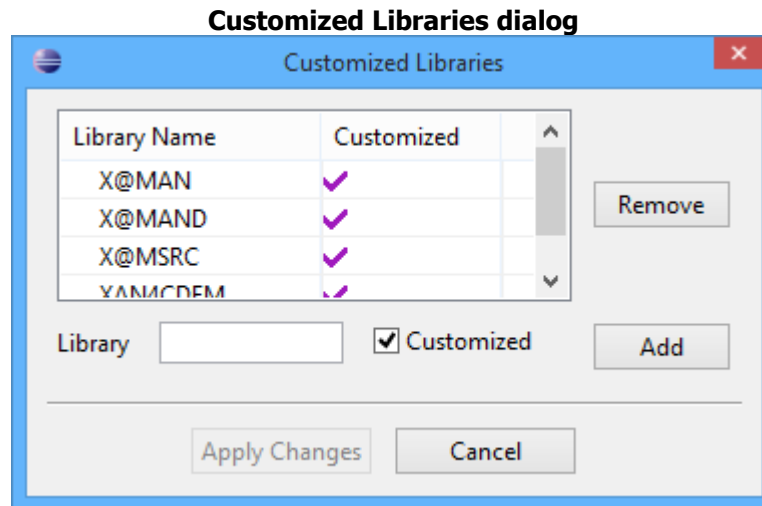 Customized Libraries dialog
Customized Libraries
Library Name Customized
X@MAN
X@MAND
Remove
X@MSRC
Library Customized Add
Apply Changes Cancel